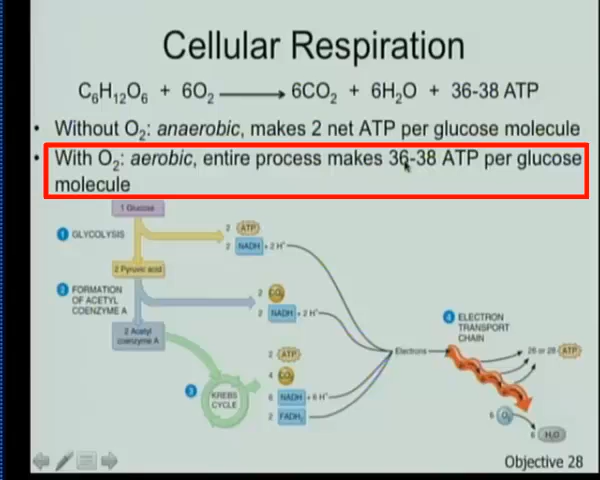 Cellular Respiration
C₆H₁₂O₆ + 6O₂ → 6CO₂ + 6H₂O + 36-38 ATP
• Without O₂: anaerobic, makes 2 net ATP per glucose molecule
• With O₂: aerobic, entire process makes 36-38 ATP per glucose
molecule
1 Glucose
1 GLYCOLYSIS
2 ATP
2 NADH + 2 H⁺
2 Pyruvic acid
2 FORMATION
OF ACETYL
COENZYME A
2 CO₂
2 NADH + 2 H⁺
2 Acetyl
coenzyme A
3 KREBS
CYCLE
2 ATP
4 CO₂
6 NADH + 6 H⁺
2 FADH₂
Electrons
4 ELECTRON
TRANSPORT
CHAIN
ATP
6 O₂
6 H₂O
Objective 28